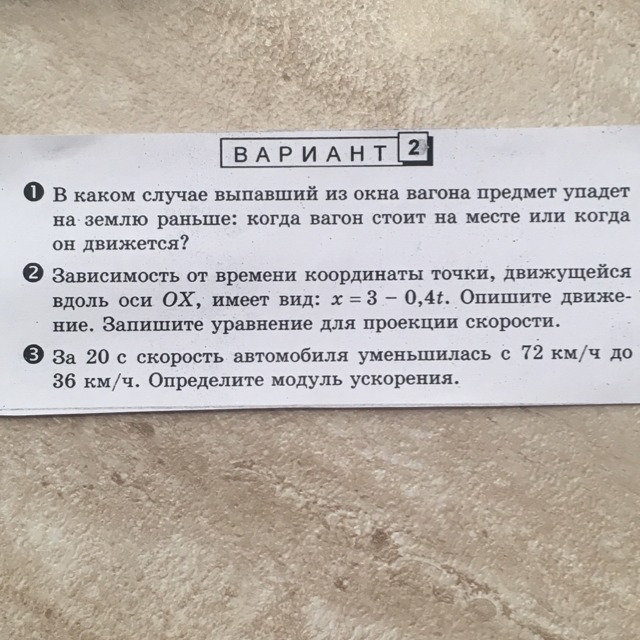 ВАРИАНТ 2
❶ В каком случае выпавший из окна вагона предмет упадет
на землю раньше: когда вагон стоит на месте или когда
он движется?
❷ Зависимость от времени координаты точки, движущейся
вдоль оси OX, имеет вид: x = 3 − 0,4t. Опишите движе-
ние. Запишите уравнение для проекции скорости.
❸ За 20 с скорость автомобиля уменьшилась с 72 км/ч до
36 км/ч. Определите модуль ускорения.